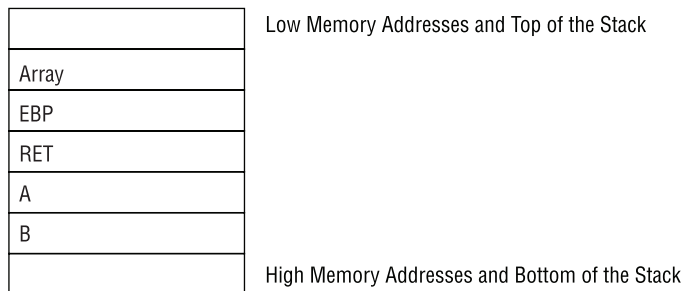 Low Memory Addresses and Top of the Stack
Array
EBP
RET
A
B
High Memory Addresses and Bottom of the Stack